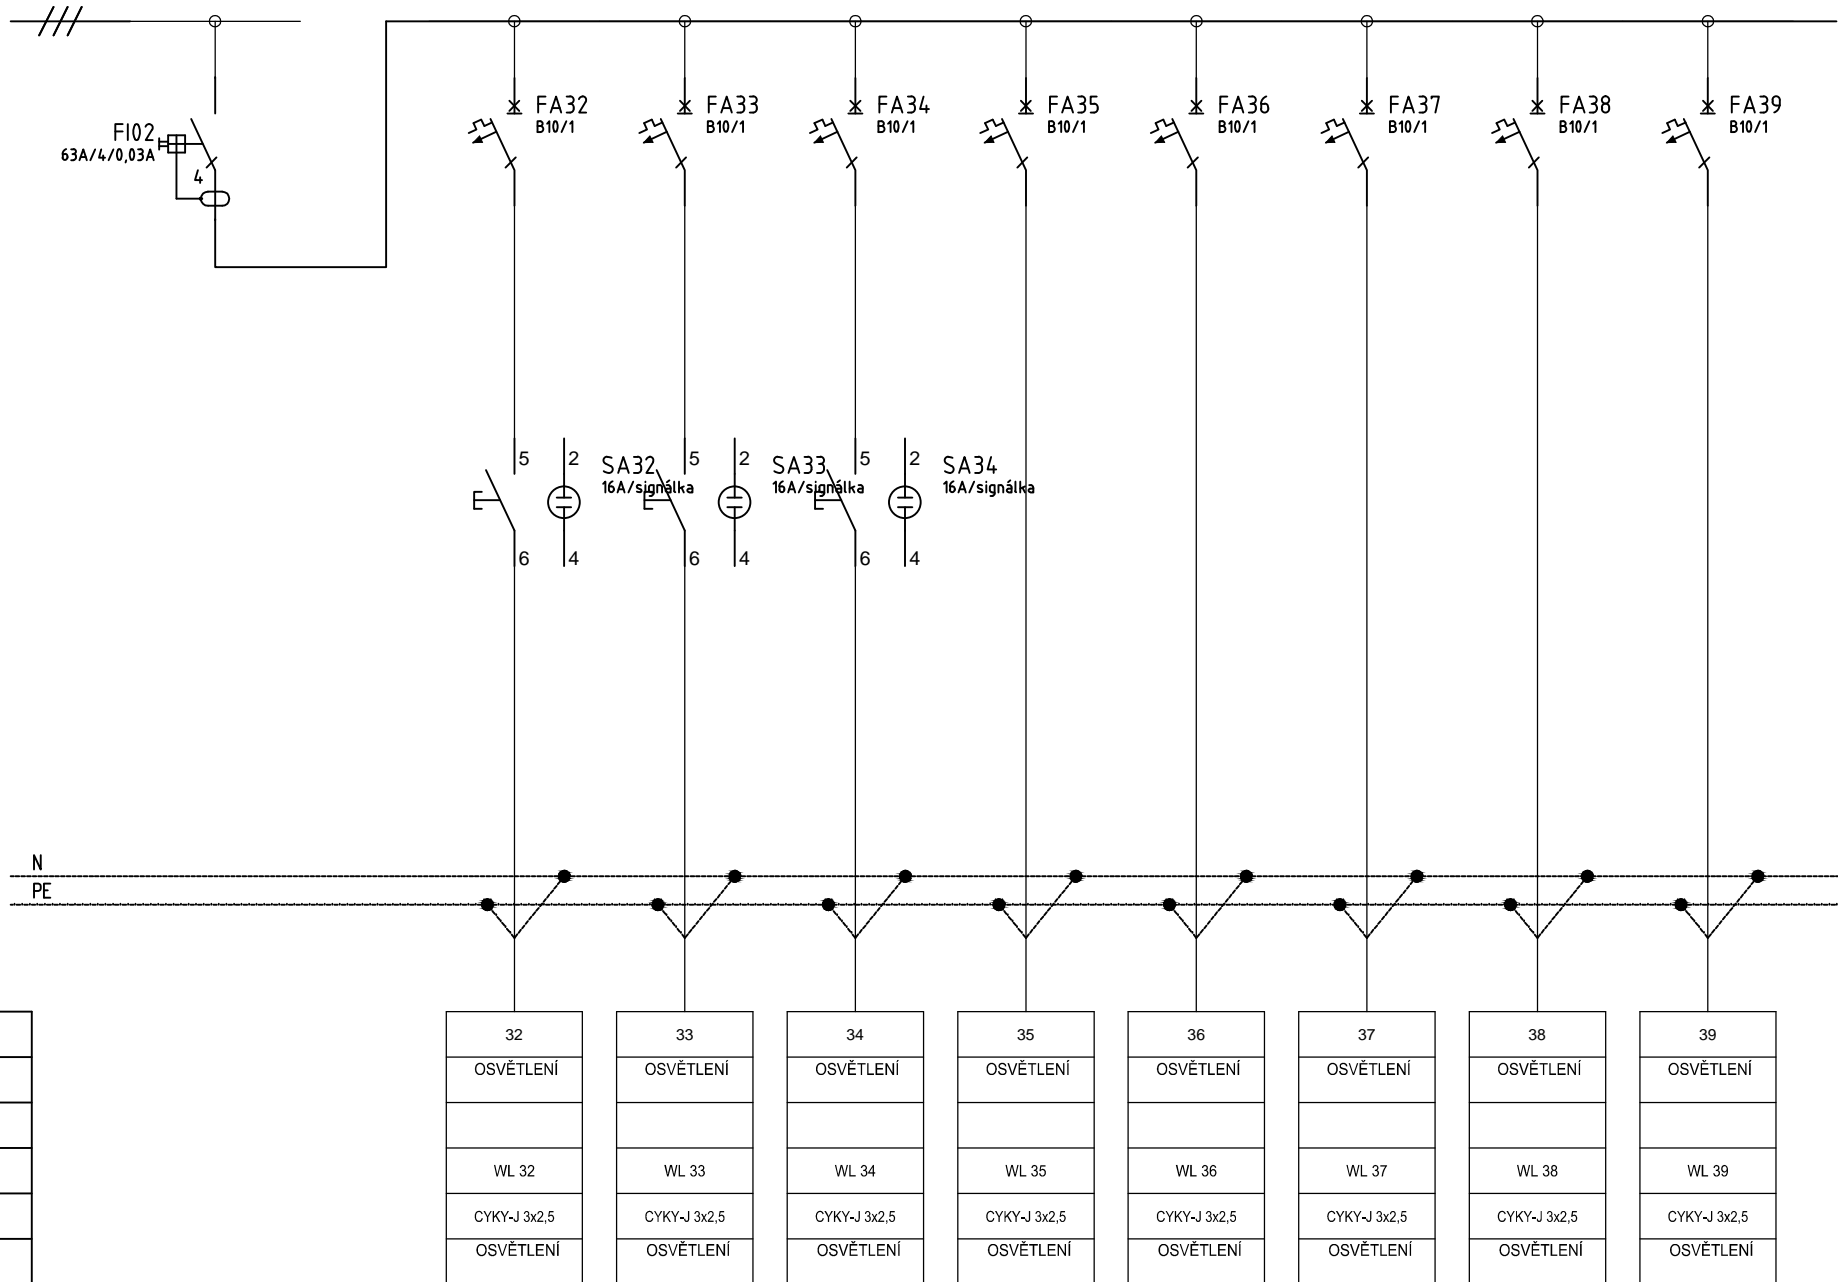 FA32 FA33 FA34 FA35 FA36 FA37 FA38 FA39
B10/1 B10/1 B10/1 B10/1 B10/1 B10/1 B10/1 B10/1
FI02
63A/4/0,03A
4
5 2 SA32 5 2 SA33 5 2 SA34
16A/signálka 16A/signálka 16A/signálka
6 4 6 4 6 4
N
PE
32 33 34 35 36 37 38 39
OSVĚTLENÍ OSVĚTLENÍ OSVĚTLENÍ OSVĚTLENÍ OSVĚTLENÍ OSVĚTLENÍ OSVĚTLENÍ OSVĚTLENÍ
WL 32 WL 33 WL 34 WL 35 WL 36 WL 37 WL 38 WL 39
CYKY-J 3x2,5 CYKY-J 3x2,5 CYKY-J 3x2,5 CYKY-J 3x2,5 CYKY-J 3x2,5 CYKY-J 3x2,5 CYKY-J 3x2,5 CYKY-J 3x2,5
OSVĚTLENÍ OSVĚTLENÍ OSVĚTLENÍ OSVĚTLENÍ OSVĚTLENÍ OSVĚTLENÍ OSVĚTLENÍ OSVĚTLENÍ